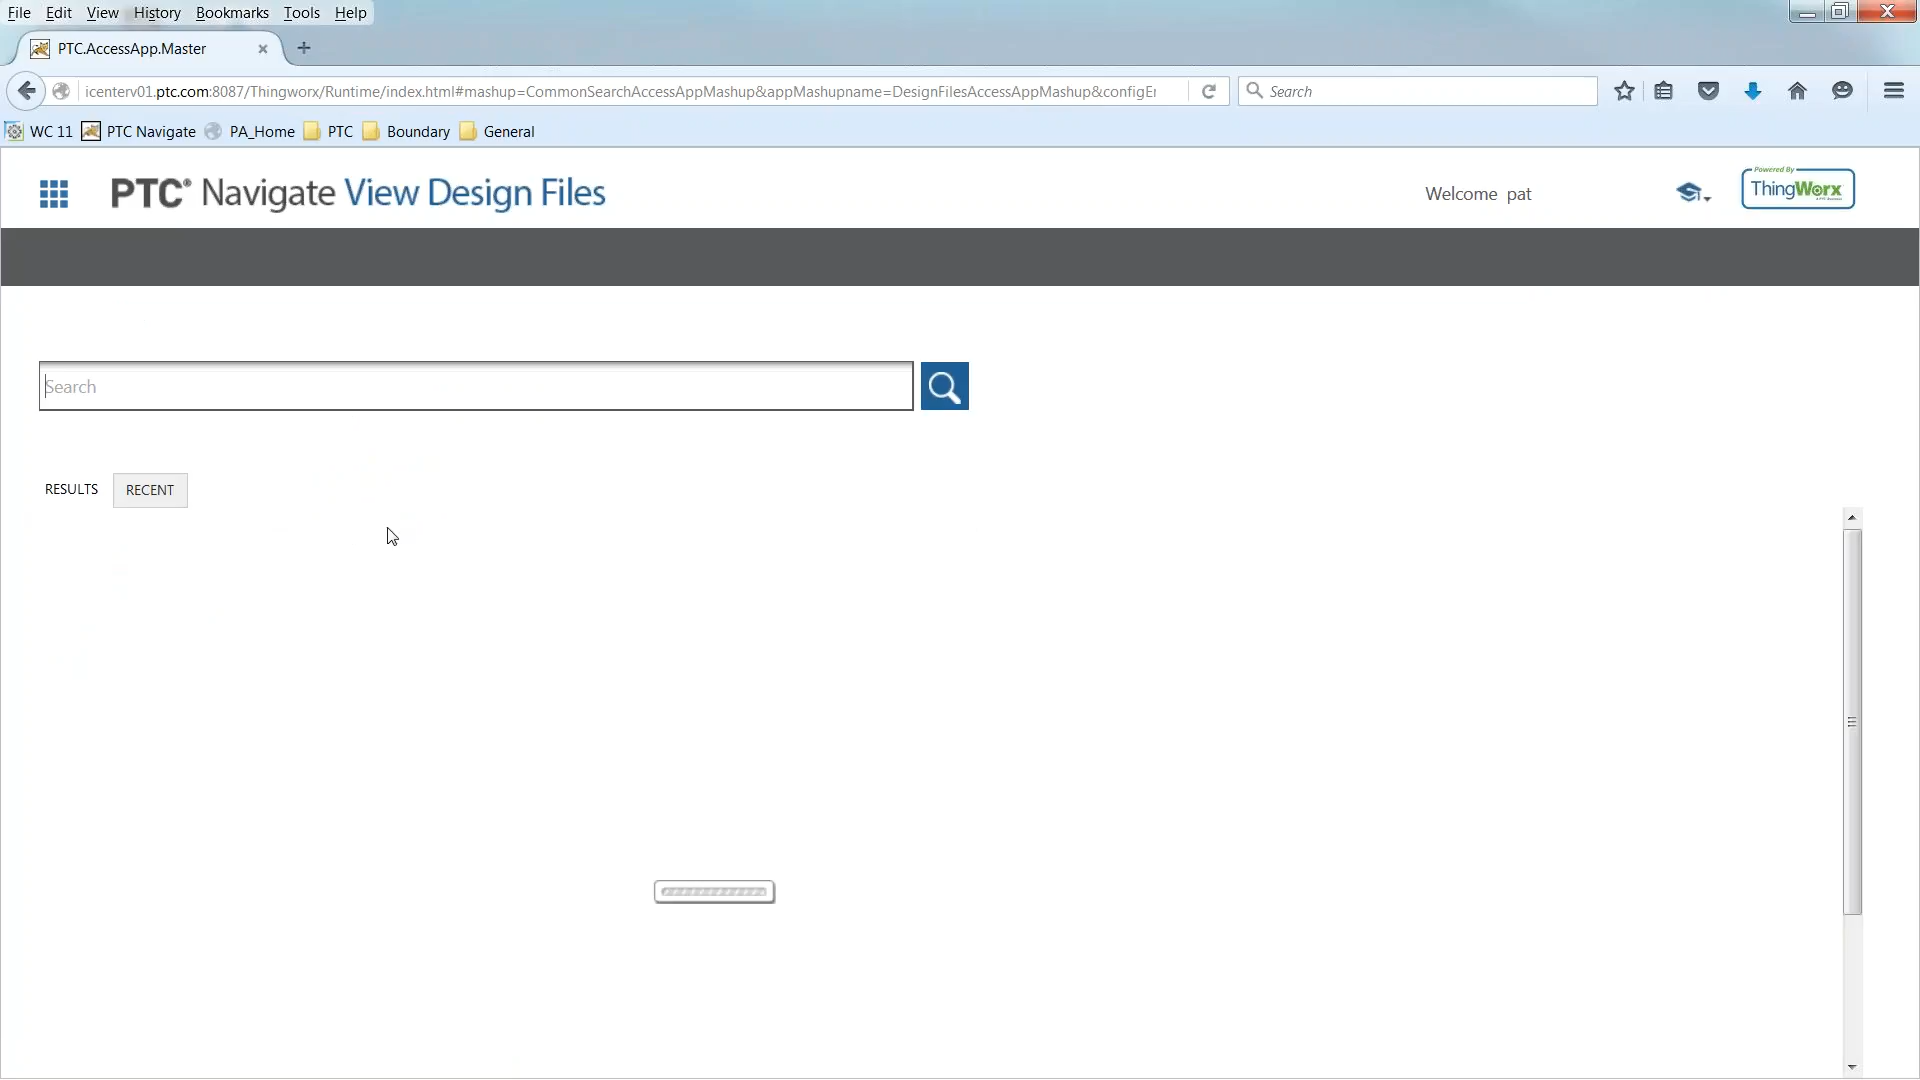 File Edit View History Bookmarks Tools Help
PTC.AccessApp.Master
icenterv01.ptc.com:8087/Thingworx/Runtime/index.html#mashup=CommonSearchAccessAppMashup&appMashupname=DesignFilesAccessAppMashup&configEr
Search
WC 11 PTC Navigate PA_Home PTC Boundary General
PTC® Navigate View Design Files
Welcome pat
Powered By
ThingWorx
Search
RESULTS RECENT